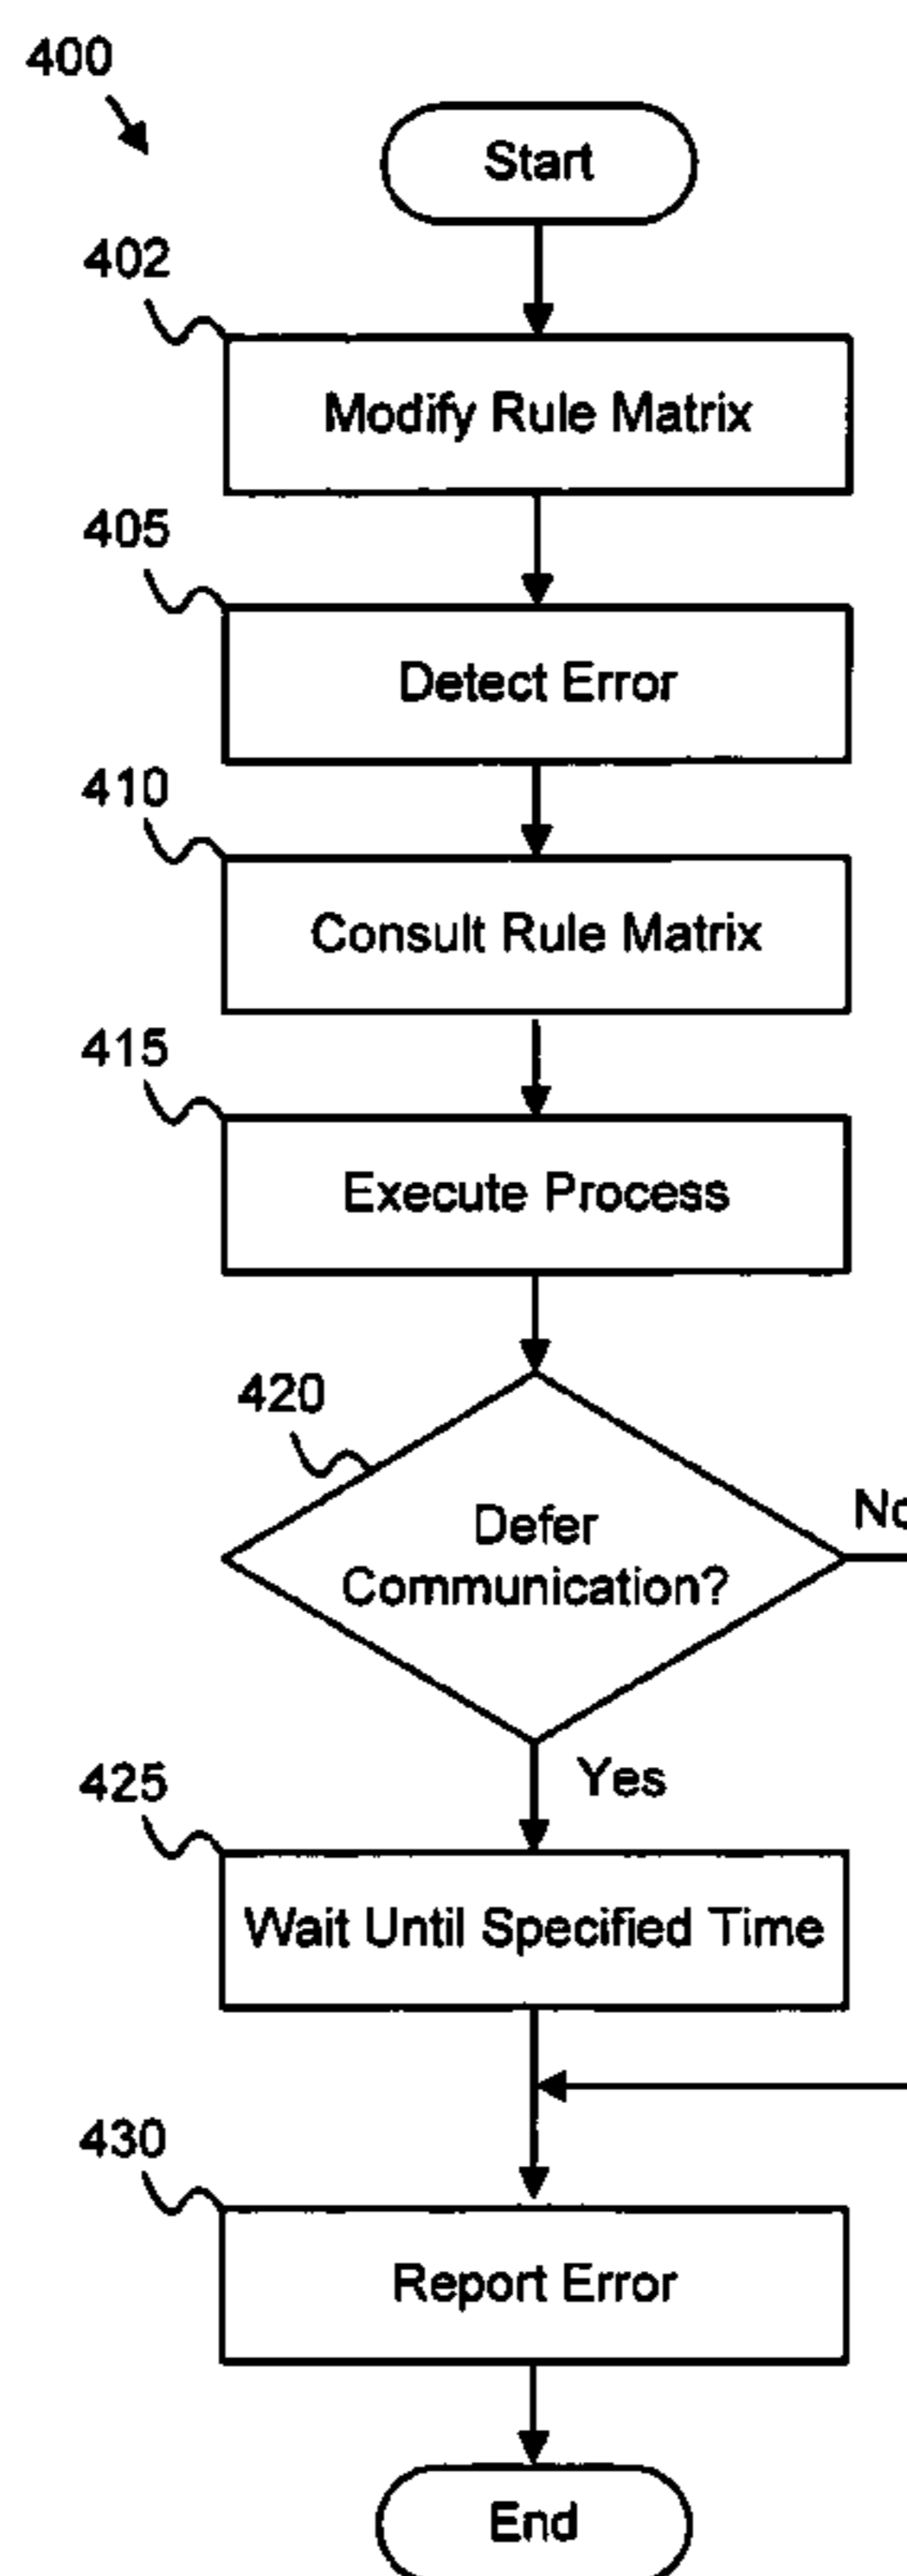 400
Start
402
Modify Rule Matrix
405
Detect Error
410
Consult Rule Matrix
415
Execute Process
420
Defer
Communication?
No
Yes
425
Wait Until Specified Time
430
Report Error
End